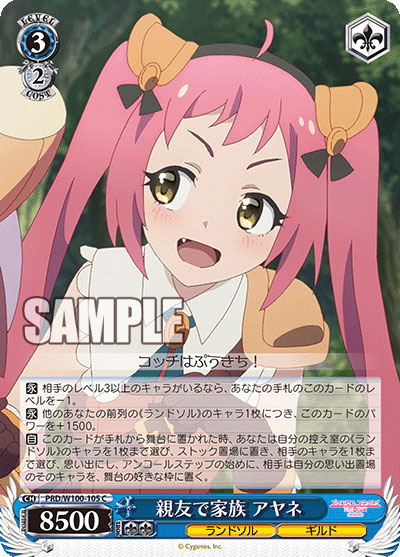 LEVEL
3
2
COST
SAMPLE
コッチはぷうきち！
永 相手のレベル3以上のキャラがいるなら、あなたの手札のこのカードのレ
ベルを－1。
永 他のあなたの前列の《ランドソル》のキャラ1枚につき、このカードのパ
ワーを＋1500。
自 このカードが手札から舞台に置かれた時、あなたは自分の控え室の《ラン
ドソル》のキャラを1枚まで選び、ストック置場に置き、相手の前列のキャラを1枚
まで選び、思い出にし、アンコールステップの始めに、相手は自分の思い出置場
のそのキャラを、舞台の好きな枠に置く。
CH PRD/W100-105 C
8500
親友で家族 アヤネ
ランドソル
ギルド
© Cygames, Inc.